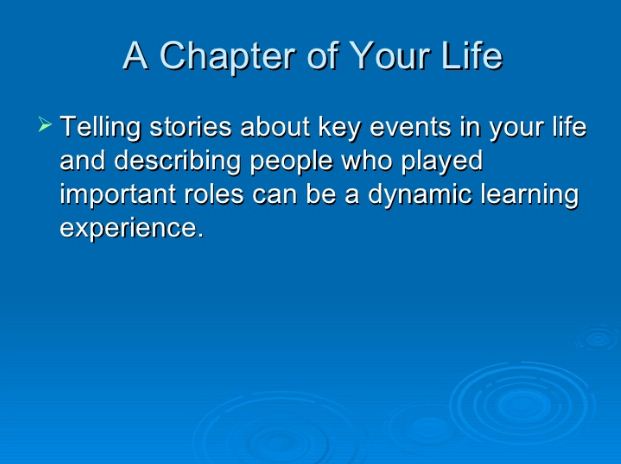 A Chapter of Your Life
Telling stories about key events in your life
and describing people who played
important roles can be a dynamic learning
experience.